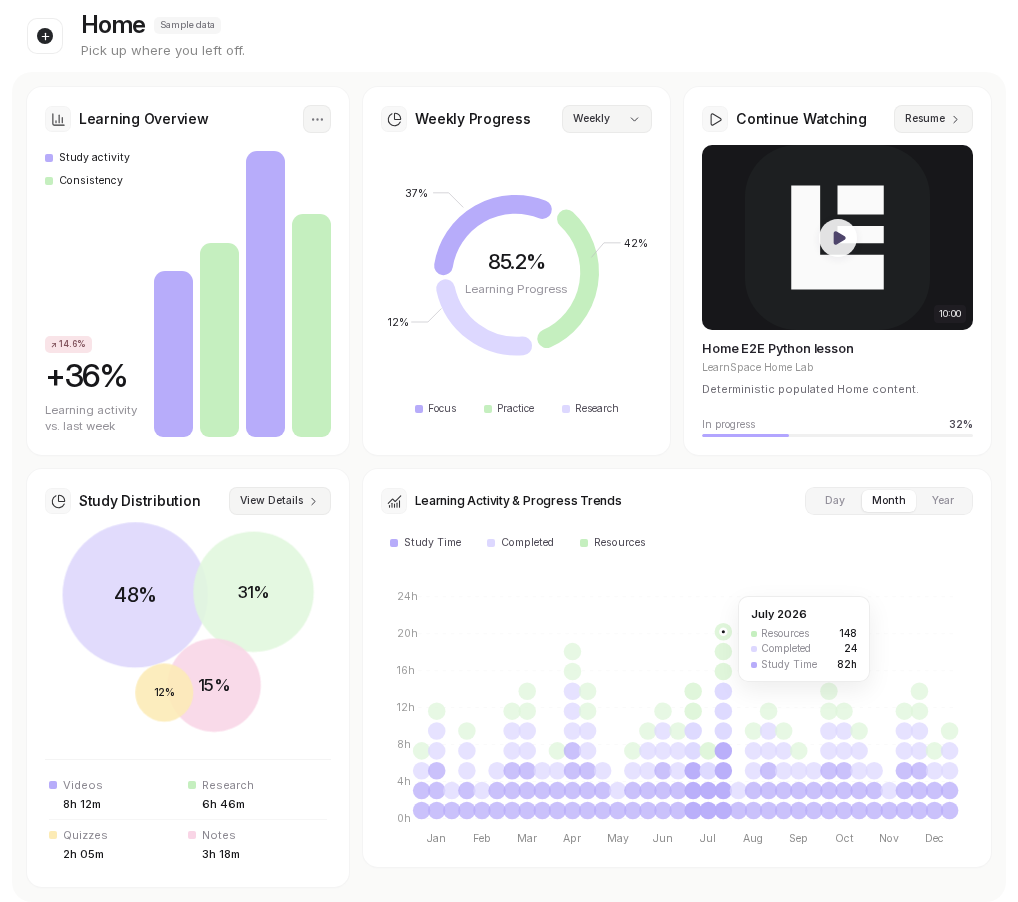 Home
Sample data
Pick up where you left off.
Learning Overview
Study activity
Consistency
14.6%
+36%
Learning activity
vs. last week
Weekly Progress
Weekly
37%
42%
85.2%
Learning Progress
12%
Focus
Practice
Research
Continue Watching
Resume
LE
10:00
Home E2E Python lesson
LearnSpace Home Lab
Deterministic populated Home content.
In progress
32%
Study Distribution
View Details
48%
31%
15%
12%
Videos
8h 12m
Research
6h 46m
Quizzes
2h 05m
Notes
3h 18m
Learning Activity & Progress Trends
Day
Month
Year
Study Time
Completed
Resources
24h
20h
16h
12h
8h
4h
0h
July 2026
Resources 148
Completed 24
Study Time 82h
Jan
Feb
Mar
Apr
May
Jun
Jul
Aug
Sep
Oct
Nov
Dec